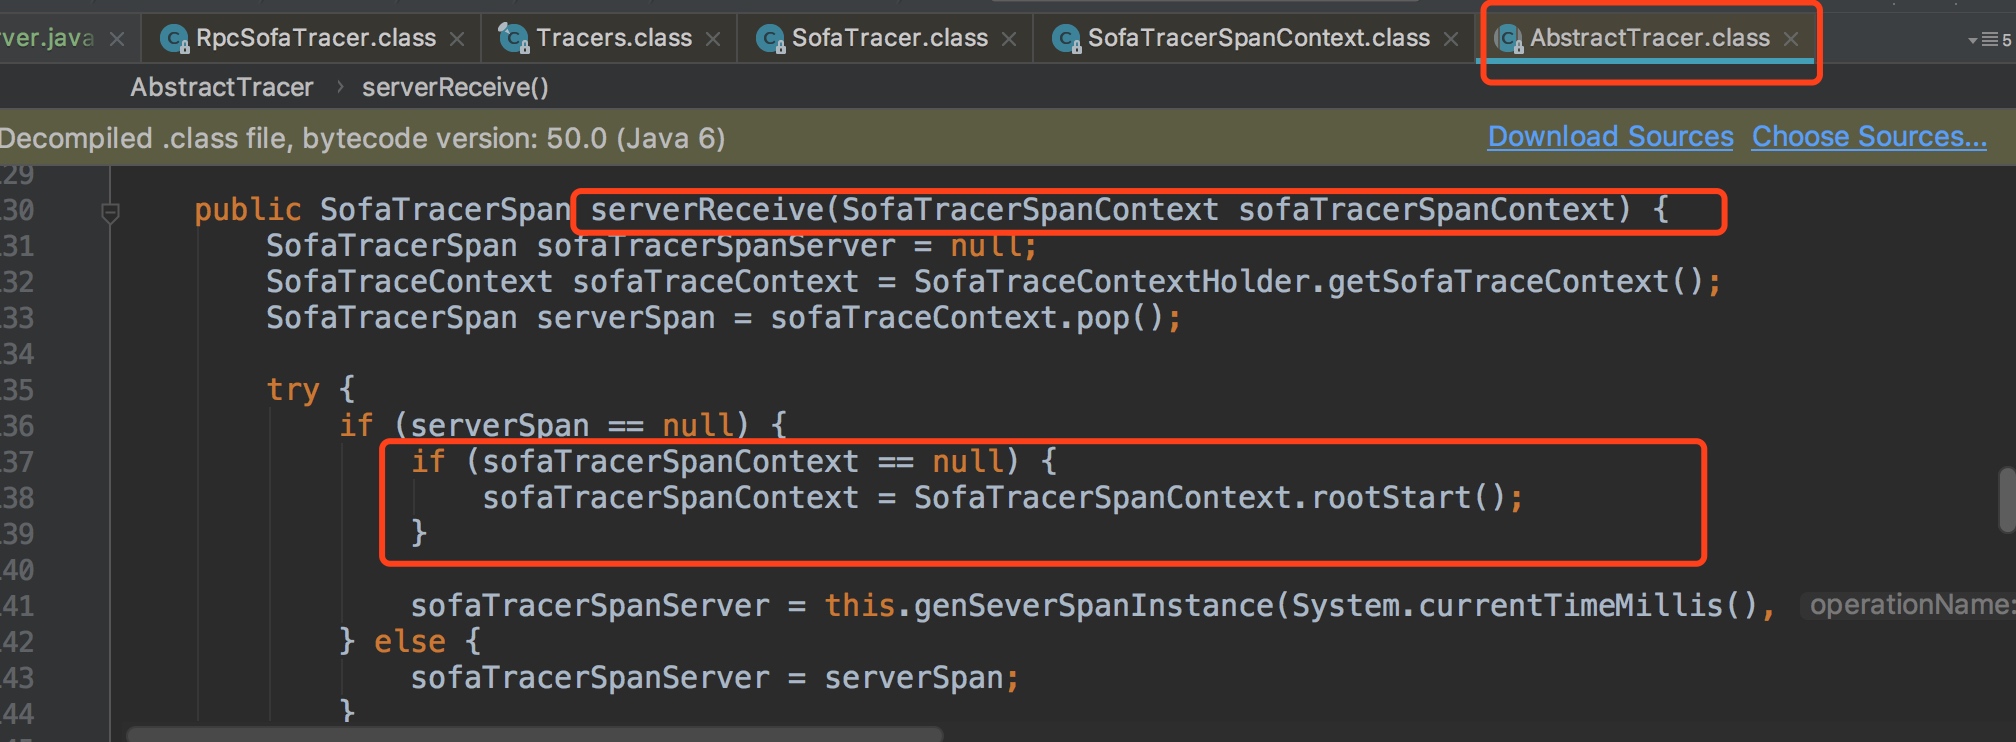 ver.java RpcSofaTracer.class Tracers.class SofaTracer.class SofaTracerSpanContext.class AbstractTracer.class 5
AbstractTracer serverReceive()
Decompiled .class file, bytecode version: 50.0 (Java 6) Download Sources Choose Sources...
29
30 public SofaTracerSpan serverReceive(SofaTracerSpanContext sofaTracerSpanContext) {
31 SofaTracerSpan sofaTracerSpanServer = null;
32 SofaTraceContext sofaTraceContext = SofaTraceContextHolder.getSofaTraceContext();
33 SofaTracerSpan serverSpan = sofaTraceContext.pop();
34
35 try {
36 if (serverSpan == null) {
37 if (sofaTracerSpanContext == null) {
38 sofaTracerSpanContext = SofaTracerSpanContext.rootStart();
39 }
40
41 sofaTracerSpanServer = this.genSeverSpanInstance(System.currentTimeMillis(), operationName:
42 } else {
43 sofaTracerSpanServer = serverSpan;
44 }